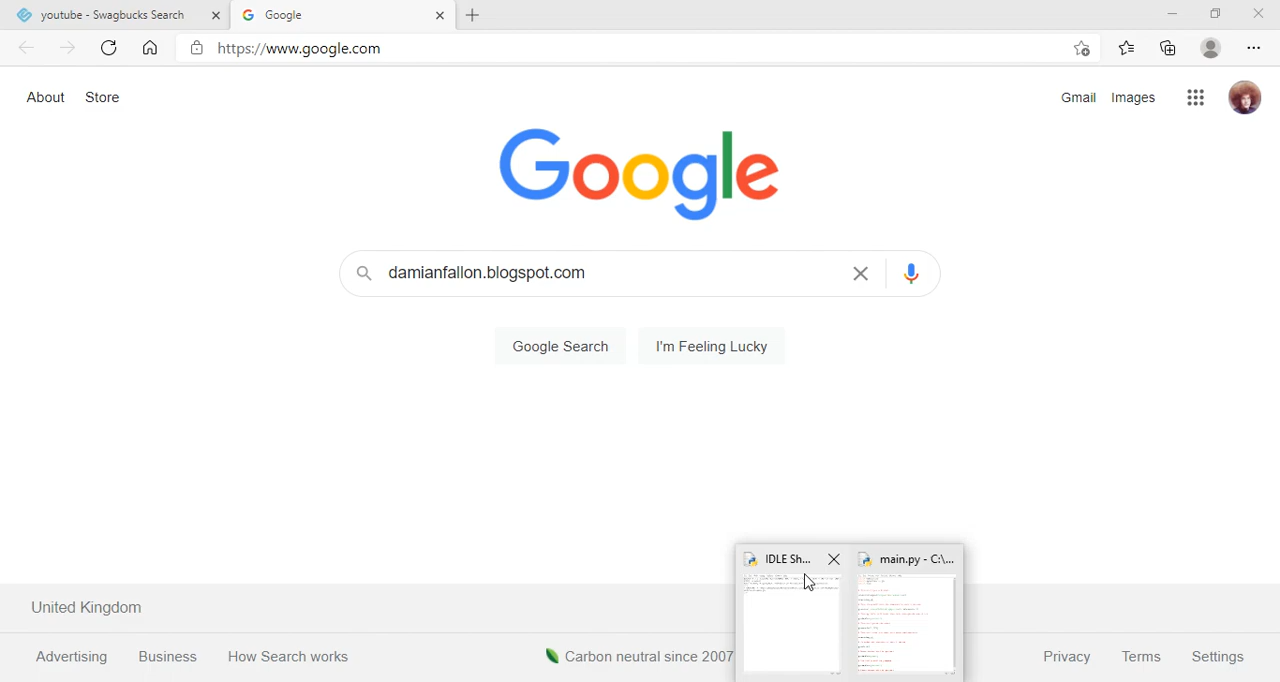 youtube - Swagbucks Search
Google
https://www.google.com
About Store Gmail Images
Google
damianfallon.blogspot.com
Google Search I'm Feeling Lucky
IDLE Sh... main.py - C:\...
United Kingdom
Advertising Business How Search works Carbon neutral since 2007 Privacy Terms Settings